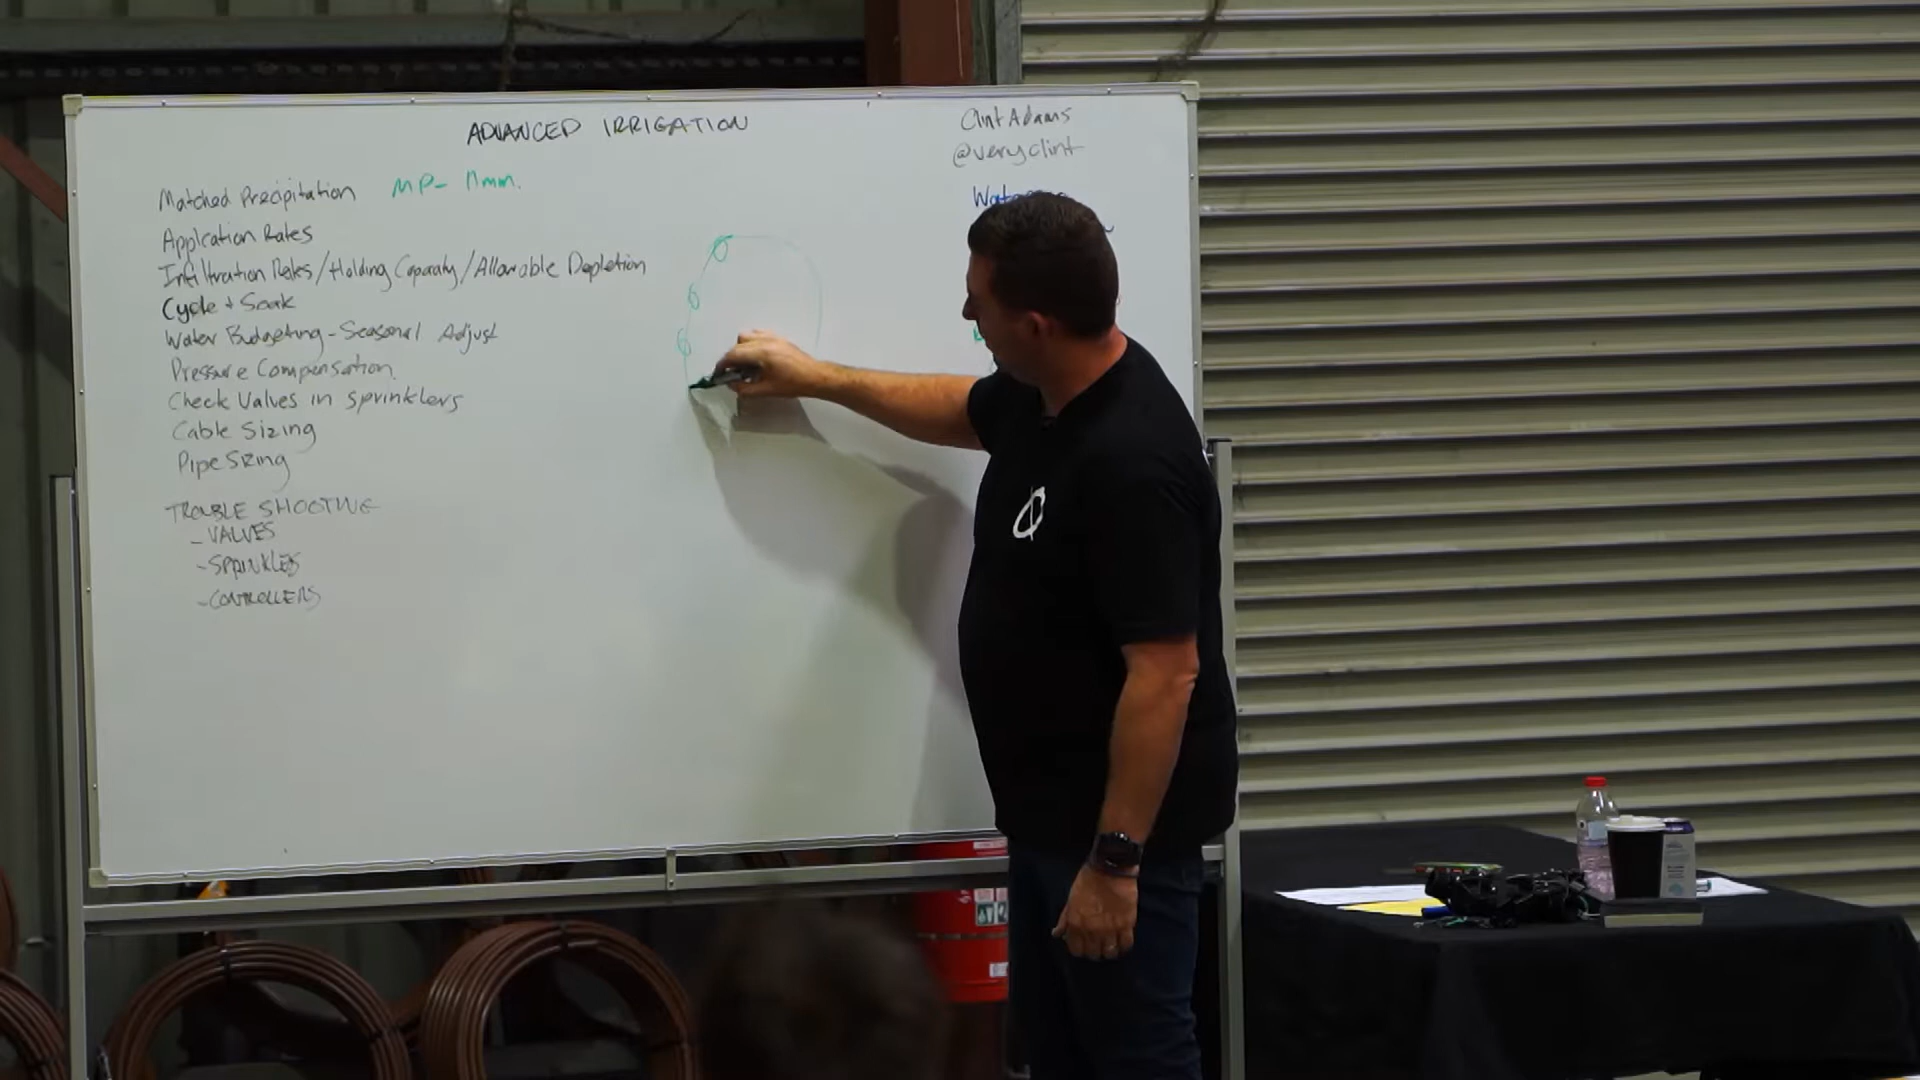 ADVANCED IRRIGATION
Clint Adams
@veryclint
Matched Precipitation MP- 11mm.
Application Rates
Infiltration Rates/Holding Capacity/Allowable Depletion
Cycle + Soak
Water Budgeting - Seasonal Adjust
Pressure Compensation
Check Valves in Sprinklers
Cable Sizing
Pipe Sizing
TROUBLE SHOOTING
- VALVES
- SPRINKLERS
- CONTROLLERS